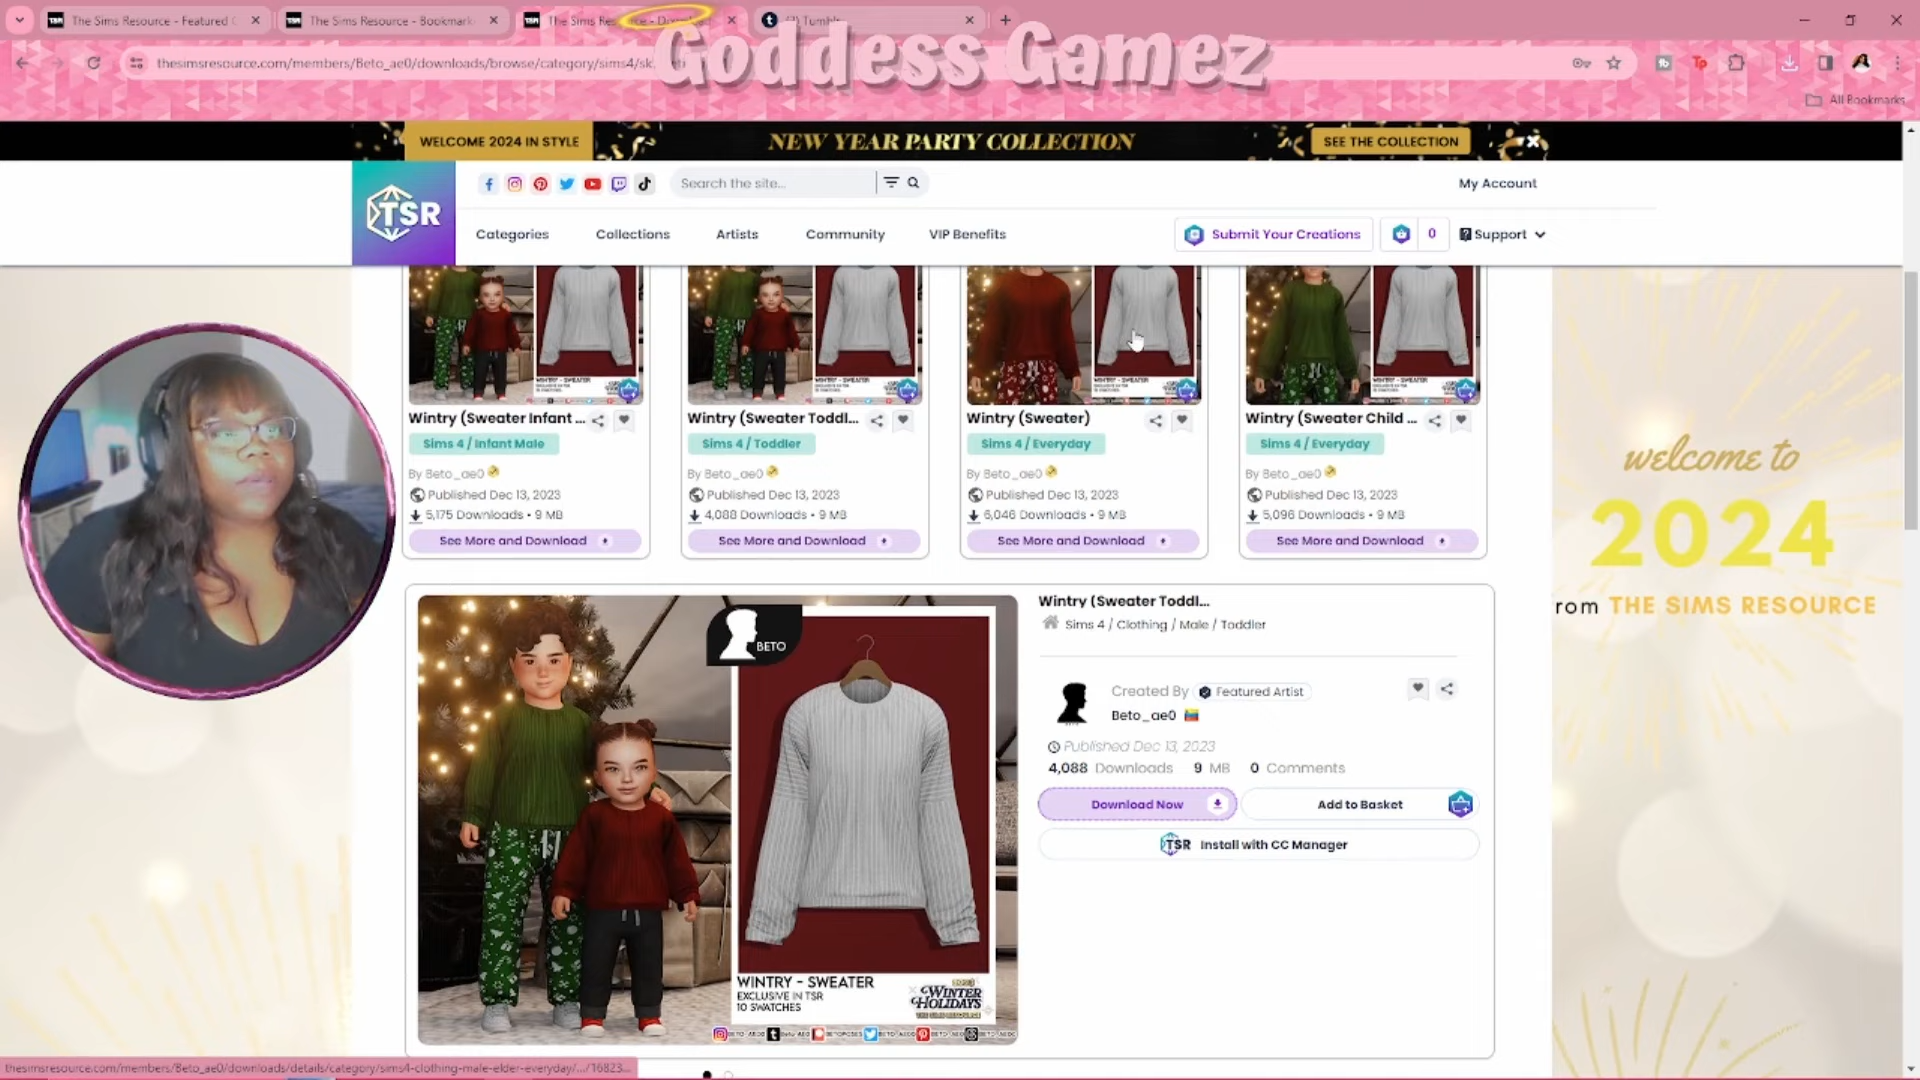 The Sims Resource - Featured
The Sims Resource - Bookmark
Tumbl
thesimsresource.com/members/Beto_ae0/downloads/browse/category/sims4/sk
Goddess Gamez
All Bookmarks
WELCOME 2024 IN STYLE
NEW YEAR PARTY COLLECTION
SEE THE COLLECTION
TSR
Search the site...
My Account
Categories
Collections
Artists
Community
VIP Benefits
Submit Your Creations
0
Support
Wintry (Sweater Infant ...
Wintry (Sweater Toddl...
Wintry (Sweater)
Wintry (Sweater Child ...
Sims 4 / Infant Male
Sims 4 / Toddler
Sims 4 / Everyday
Sims 4 / Everyday
By Beto_ae0
By Beto_ae0
By Beto_ae0
By Beto_ae0
Published Dec 13, 2023
Published Dec 13, 2023
Published Dec 13, 2023
Published Dec 13, 2023
5,175 Downloads • 9 MB
4,088 Downloads • 9 MB
6,046 Downloads • 9 MB
5,096 Downloads • 9 MB
See More and Download
See More and Download
See More and Download
See More and Download
welcome to
2024
rom THE SIMS RESOURCE
Wintry (Sweater Toddl...
Sims 4 / Clothing / Male / Toddler
BETO
Created By Featured Artist
Beto_ae0
Published Dec 13, 2023
4,088 Downloads 9 MB 0 Comments
Download Now
Add to Basket
TSR Install with CC Manager
WINTRY - SWEATER
EXCLUSIVE IN TSR
10 SWATCHES
2023
WINTER
HOLIDAYS
THE SIMS RESOURCE
thesimsresource.com/members/Beto_ae0/downloads/details/category/sims4-clothing-male-elder-everyday/.../16823...